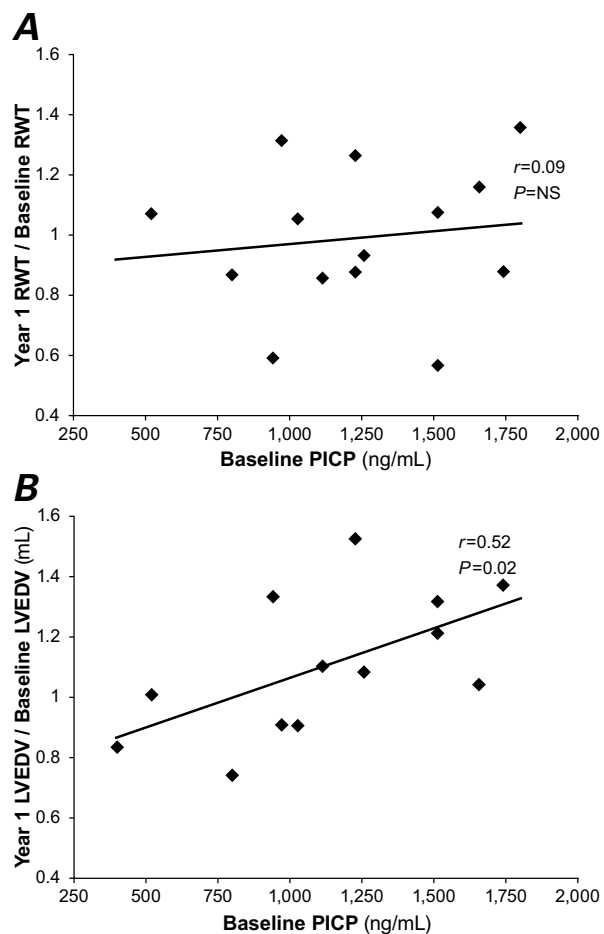 A
Year 1 RWT / Baseline RWT
1.6
1.4
1.2
1
0.8
0.6
0.4
r=0.09
P=NS
250 500 750 1,000 1,250 1,500 1,750 2,000
Baseline PICP (ng/mL)
B
Year 1 LVEDV / Baseline LVEDV (mL)
1.6
1.4
1.2
1
0.8
0.6
0.4
r=0.52
P=0.02
250 500 750 1,000 1,250 1,500 1,750 2,000
Baseline PICP (ng/mL)